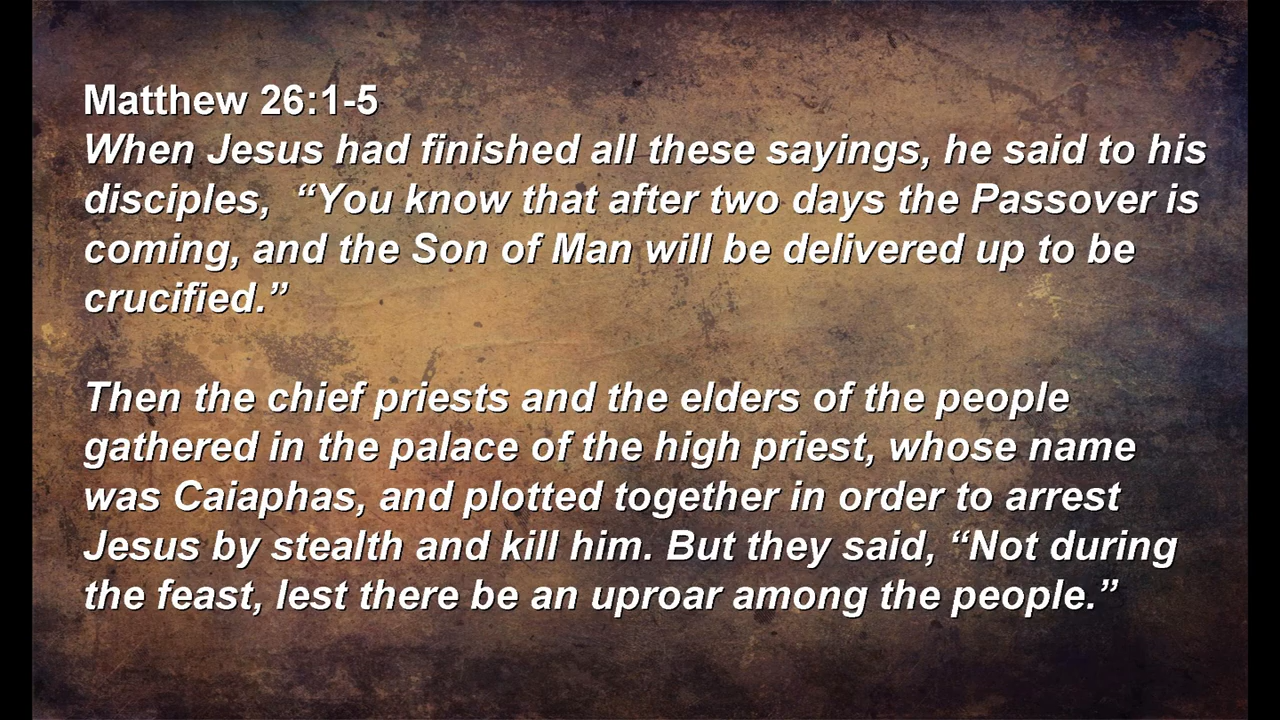 Matthew 26:1-5
When Jesus had finished all these sayings, he said to his
disciples,  “You know that after two days the Passover is
coming, and the Son of Man will be delivered up to be
crucified.”
Then the chief priests and the elders of the people
gathered in the palace of the high priest, whose name
was Caiaphas, and plotted together in order to arrest
Jesus by stealth and kill him. But they said, “Not during
the feast, lest there be an uproar among the people.”